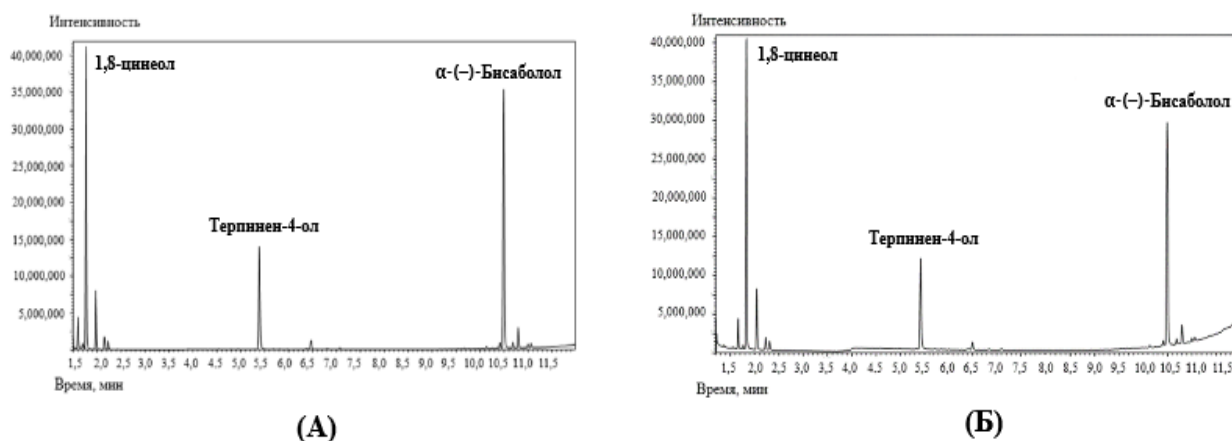 Интенсивность
40,000,000
35,000,000
30,000,000
25,000,000
20,000,000
15,000,000
10,000,000
5,000,000
1,8-цинеол
Терпинен-4-ол
α-(–)-Бисаболол
1,5 2,0 2,5 3,0 3,5 4,0 4,5 5,0 5,5 6,0 6,5 7,0 7,5 8,0 8,5 9,0 9,5 10,0 10,5 11,0 11,5
Время, мин
(А)
Интенсивность
40,000,000
35,000,000
30,000,000
25,000,000
20,000,000
15,000,000
10,000,000
5,000,000
1,8-цинеол
Терпинен-4-ол
α-(–)-Бисаболол
1,5 2,0 2,5 3,0 3,5 4,0 4,5 5,0 5,5 6,0 6,5 7,0 7,5 8,0 8,5 9,0 9,5 10,0 10,5 11,0 11,5
Время, мин
(Б)